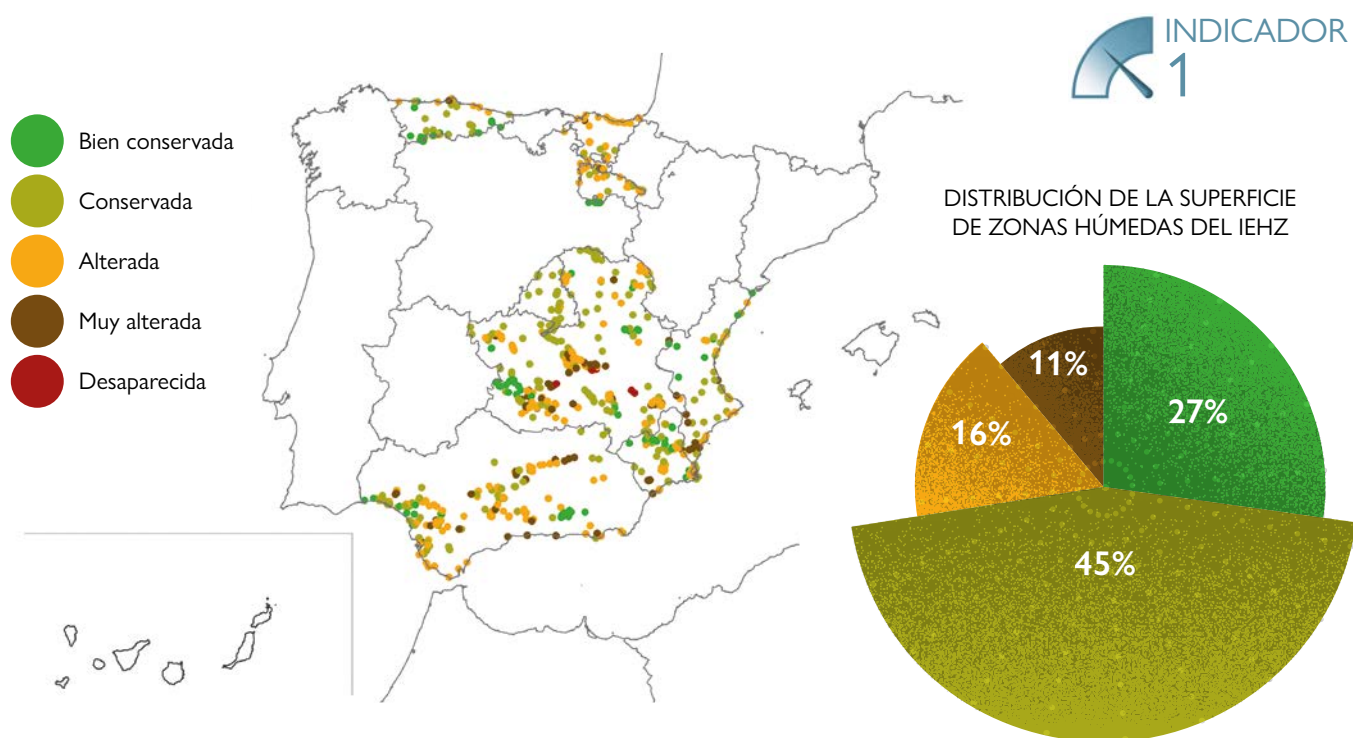 INDICADOR
1
Bien conservada
Conservada
Alterada
Muy alterada
Desaparecida
DISTRIBUCIÓN DE LA SUPERFICIE
DE ZONAS HÚMEDAS DEL IEHZ
11%
27%
16%
45%